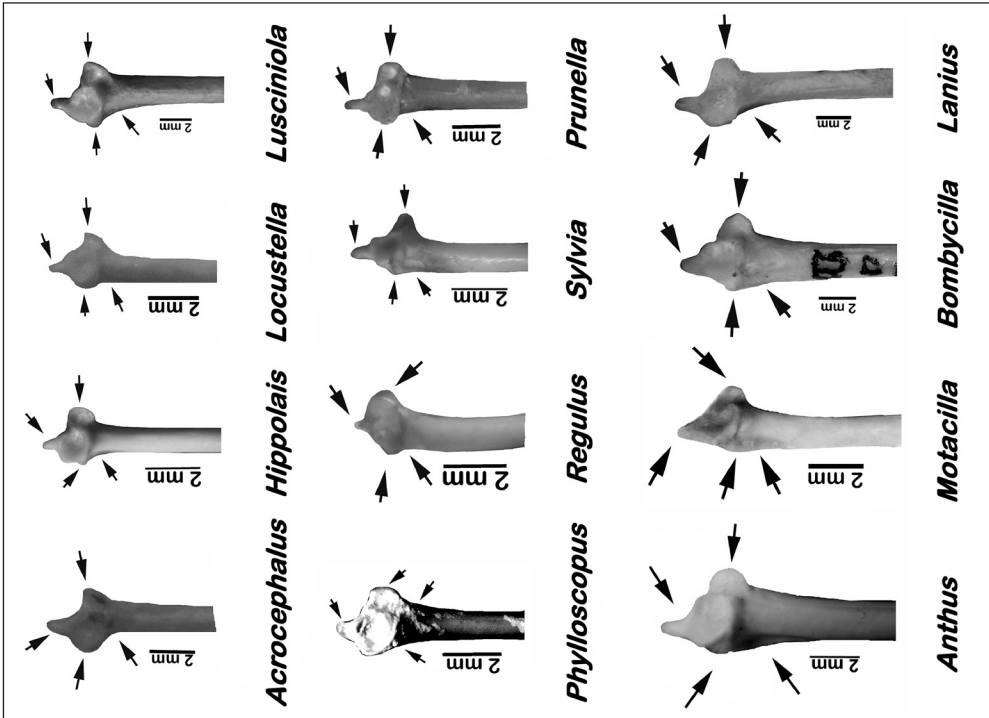 2 mm
2 mm
2 mm
2 mm
Acrocephalus
Hippolais
Locustella
Lusciniola
2 mm
2 mm
2 mm
2 mm
Phylloscopus
Regulus
Sylvia
Prunella
2 mm
2 mm
2 mm
2 mm
Anthus
Motacilla
Bombycilla
Lanius